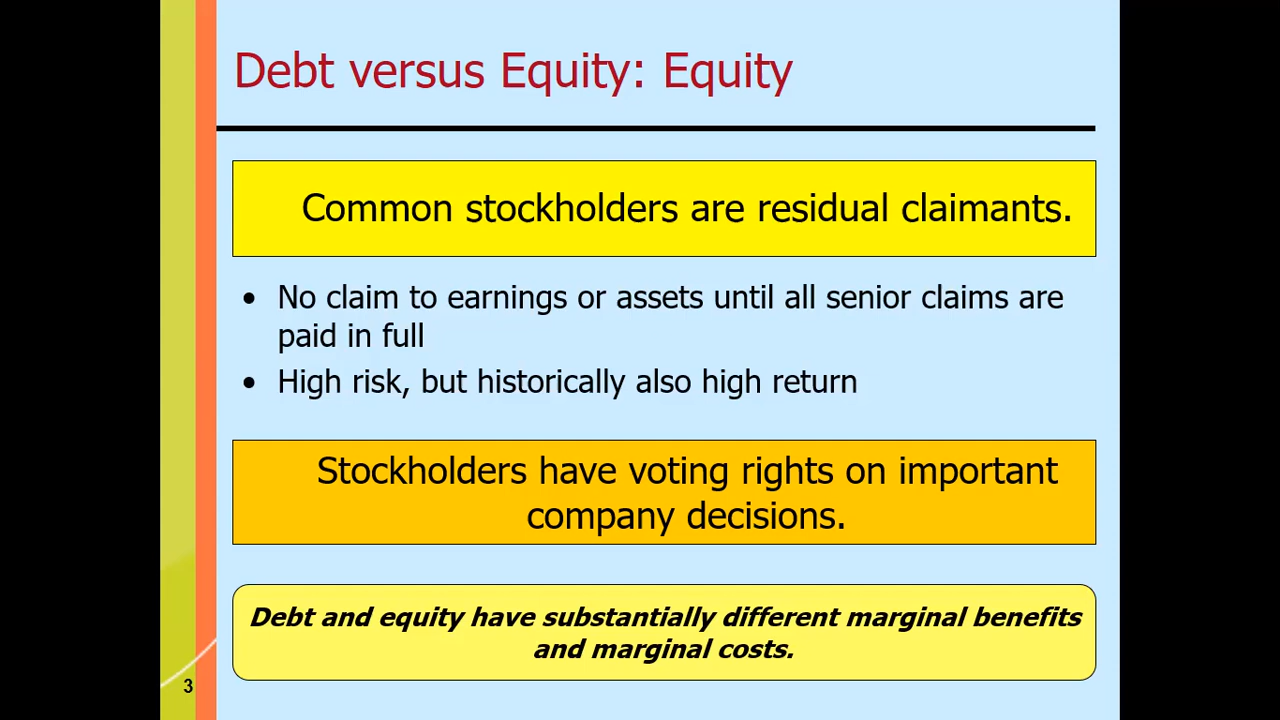 Debt versus Equity: Equity
Common stockholders are residual claimants.
• No claim to earnings or assets until all senior claims are
paid in full
• High risk, but historically also high return
Stockholders have voting rights on important
company decisions.
Debt and equity have substantially different marginal benefits
and marginal costs.
3